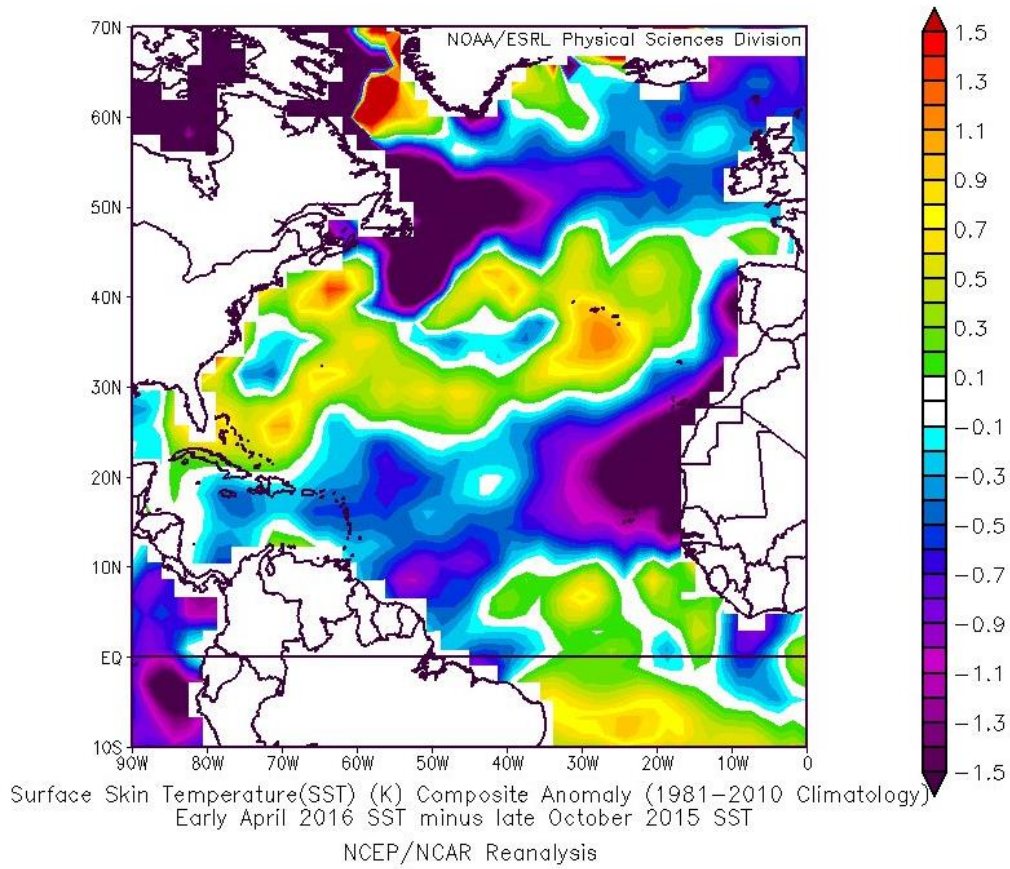 70N
60N
50N
40N
30N
20N
10N
EQ
10S
NOAA/ESRL Physical Sciences Division
90W 80W 70W 60W 50W 40W 30W 20W 10W 0
1.5
1.3
1.1
0.9
0.7
0.5
0.3
0.1
−0.1
−0.3
−0.5
−0.7
−0.9
−1.1
−1.3
−1.5
Surface Skin Temperature(SST) (K) Composite Anomaly (1981−2010 Climatology)
Early April 2016 SST minus late October 2015 SST
NCEP/NCAR Reanalysis